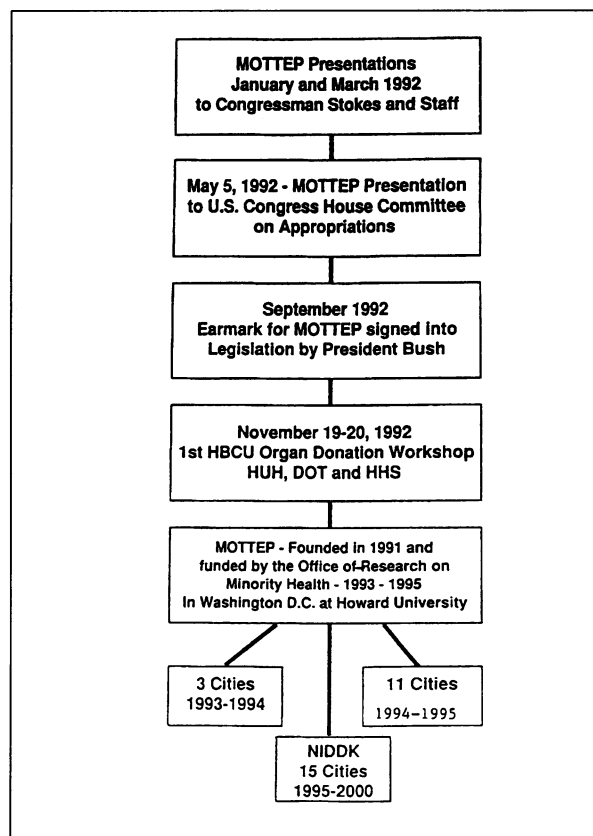 MOTTEP Presentations
January and March 1992
to Congressman Stokes and Staff
May 5, 1992 - MOTTEP Presentation
to U.S. Congress House Committee
on Appropriations
September 1992
Earmark for MOTTEP signed into
Legislation by President Bush
November 19-20, 1992
1st HBCU Organ Donation Workshop
HUH, DOT and HHS
MOTTEP - Founded in 1991 and
funded by the Office of Research on
Minority Health - 1993 - 1995
In Washington D.C. at Howard University
3 Cities
1993-1994
11 Cities
1994-1995
NIDDK
15 Cities
1995-2000